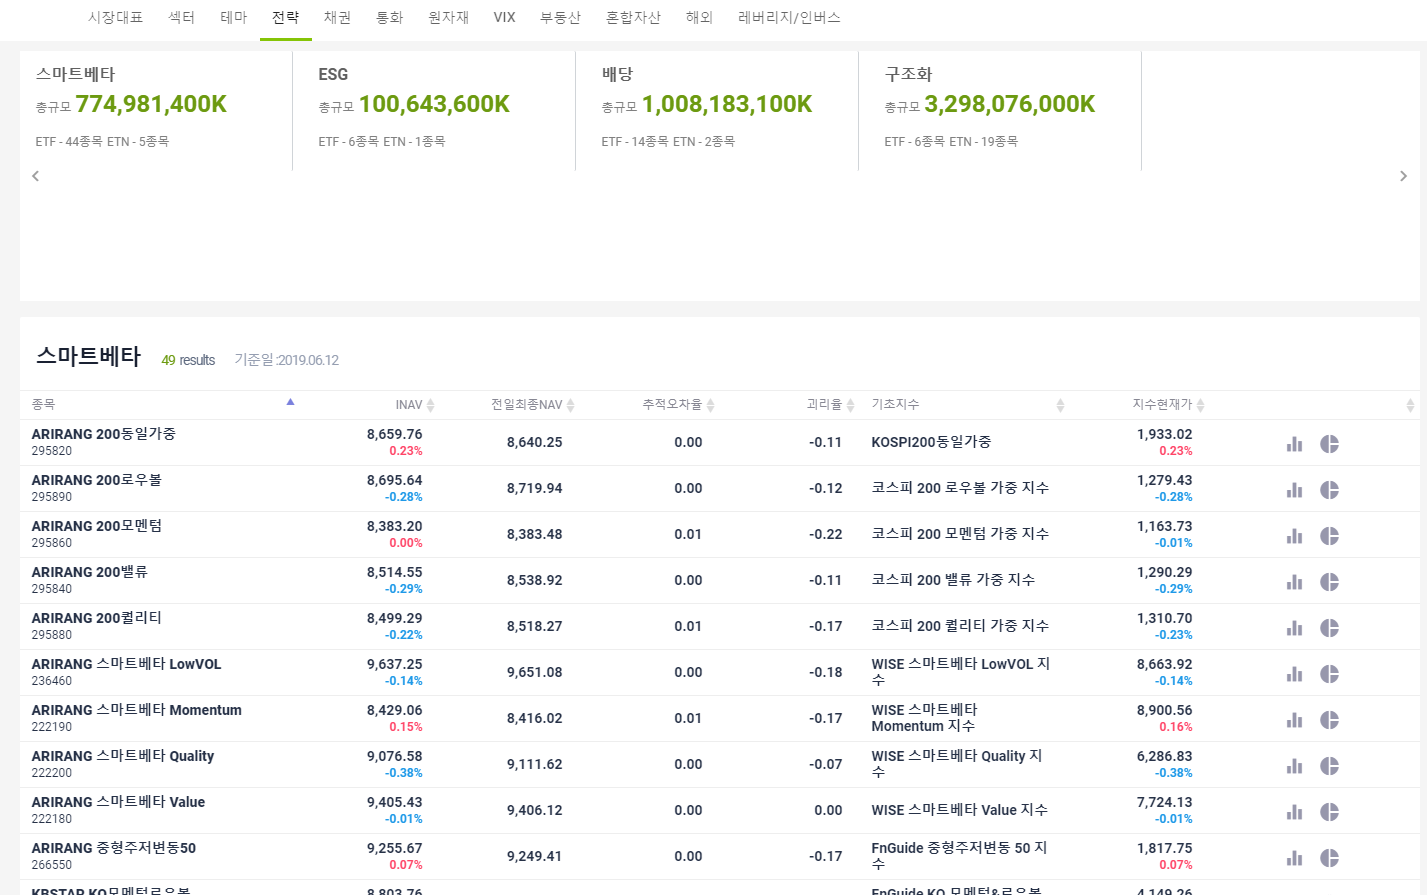 시장대표 섹터 테마 전략 채권 통화 원자재 VIX 부동산 혼합자산 해외 레버리지/인버스
스마트베타 ESG 배당 구조화
총규모 774,981,400K 총규모 100,643,600K 총규모 1,008,183,100K 총규모 3,298,076,000K
ETF - 44종목 ETN - 5종목 ETF - 6종목 ETN - 1종목 ETF - 14종목 ETN - 2종목 ETF - 6종목 ETN - 19종목
스마트베타 49 results 기준일:2019.06.12
종목 INAV 전일최종NAV 추적오차율 괴리율 기초지수 지수현재가
ARIRANG 200동일가중 8,659.76 8,640.25 0.00 -0.11 KOSPI200동일가중 1,933.02
295820 0.23% 0.23%
ARIRANG 200로우볼 8,695.64 8,719.94 0.00 -0.12 코스피 200 로우볼 가중 지수 1,279.43
295890 -0.28% -0.28%
ARIRANG 200모멘텀 8,383.20 8,383.48 0.01 -0.22 코스피 200 모멘텀 가중 지수 1,163.73
295860 0.00% -0.01%
ARIRANG 200밸류 8,514.55 8,538.92 0.00 -0.11 코스피 200 밸류 가중 지수 1,290.29
295840 -0.29% -0.29%
ARIRANG 200퀄리티 8,499.29 8,518.27 0.01 -0.17 코스피 200 퀄리티 가중 지수 1,310.70
295880 -0.22% -0.23%
ARIRANG 스마트베타 LowVOL 9,637.25 9,651.08 0.00 -0.18 WISE 스마트베타 LowVOL 지 8,663.92
236460 -0.14% 수 -0.14%
ARIRANG 스마트베타 Momentum 8,429.06 8,416.02 0.01 -0.17 WISE 스마트베타 8,900.56
222190 0.15% Momentum 지수 0.16%
ARIRANG 스마트베타 Quality 9,076.58 9,111.62 0.00 -0.07 WISE 스마트베타 Quality 지 6,286.83
222200 -0.38% 수 -0.38%
ARIRANG 스마트베타 Value 9,405.43 9,406.12 0.00 0.00 WISE 스마트베타 Value 지수 7,724.13
222180 -0.01% -0.01%
ARIRANG 중형주저변동50 9,255.67 9,249.41 0.00 -0.17 FnGuide 중형주저변동 50 지 1,817.75
266550 0.07% 수 0.07%
KBSTAR KQ모멘텀로우볼 8,803.76 FnGuide KQ 모멘텀&로우볼 4,149.26